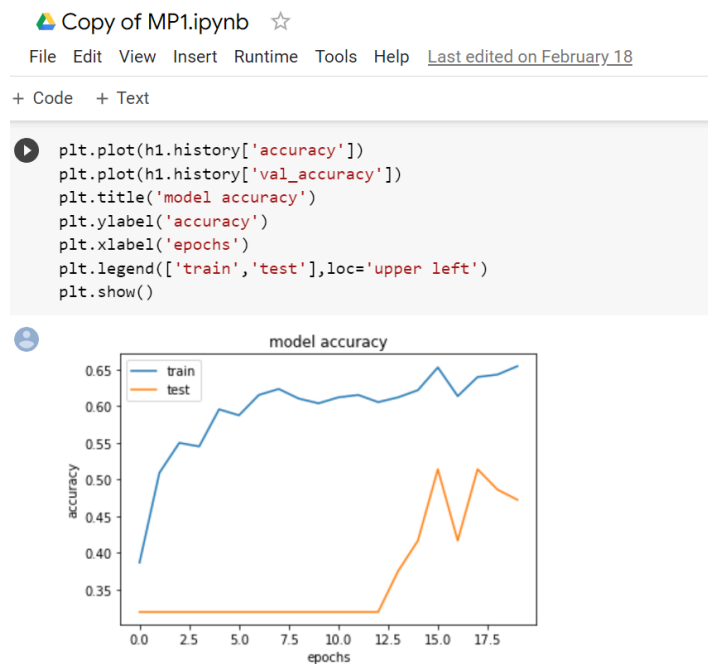 Copy of MP1.ipynb
File Edit View Insert Runtime Tools Help Last edited on February 18
+ Code + Text
plt.plot(h1.history['accuracy'])
plt.plot(h1.history['val_accuracy'])
plt.title('model accuracy')
plt.ylabel('accuracy')
plt.xlabel('epochs')
plt.legend(['train','test'],loc='upper left')
plt.show()
model accuracy
train
test
0.65
0.60
0.55
0.50
0.45
0.40
0.35
accuracy
0.0 2.5 5.0 7.5 10.0 12.5 15.0 17.5
epochs